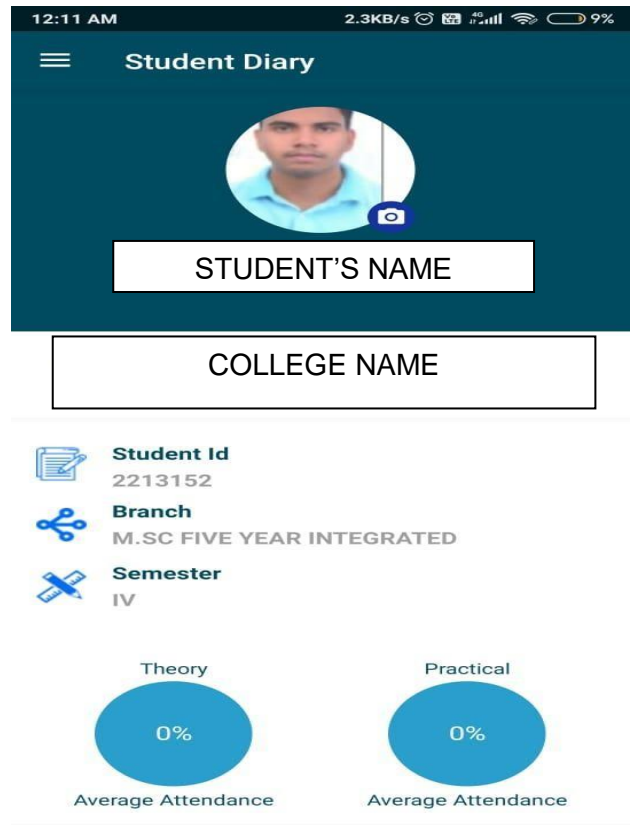 12:11 AM 2.3KB/s 9%
Student Diary
STUDENT’S NAME
COLLEGE NAME
Student Id
2213152
Branch
M.SC FIVE YEAR INTEGRATED
Semester
IV
Theory Practical
0% 0%
Average Attendance Average Attendance